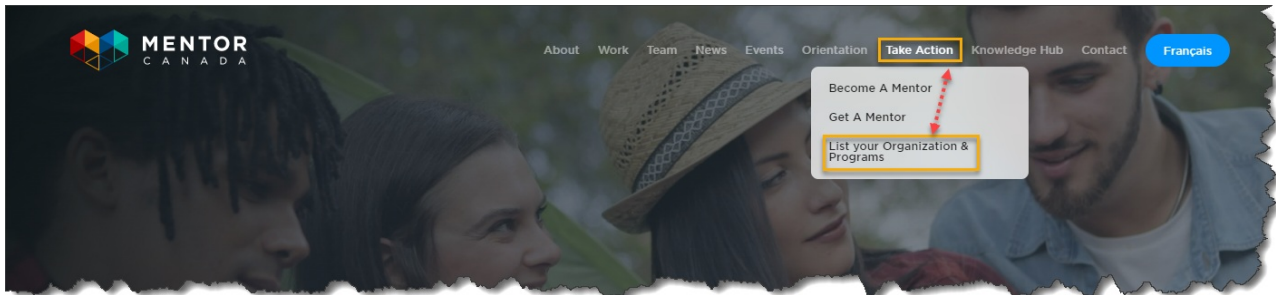 MENTOR
CANADA
About Work Team News Events Orientation Take Action Knowledge Hub Contact Français
Become A Mentor
Get A Mentor
List your Organization &
Programs